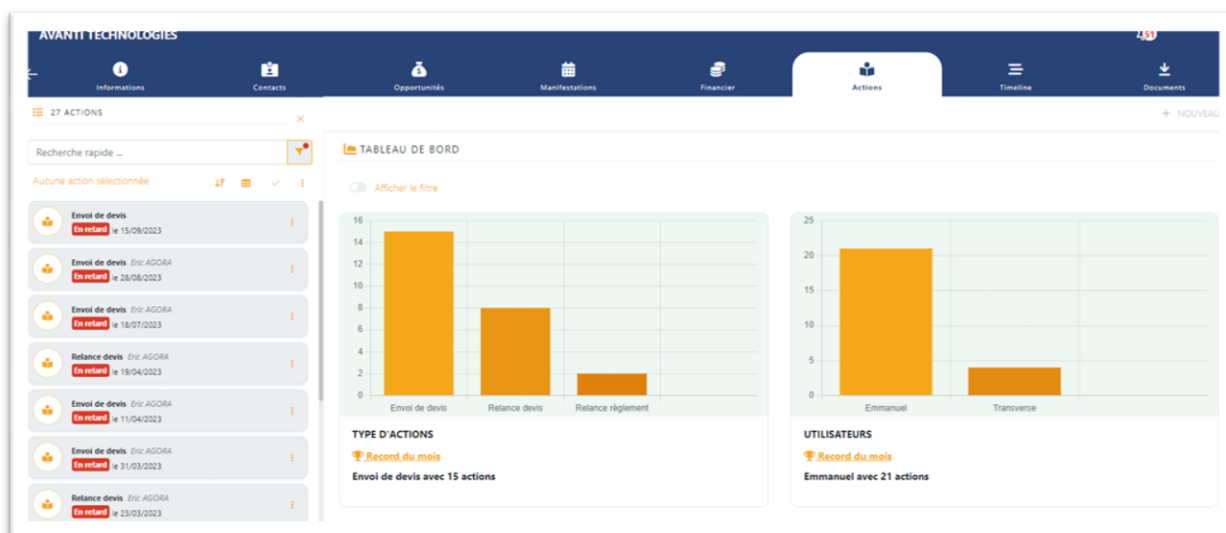 AVANTI TECHNOLOGIES
51
Informations
Contacts
Opportunités
Manifestations
Financier
Actions
Timeline
Documents
27 ACTIONS
+ NOUVEAU
Recherche rapide ...
TABLEAU DE BORD
Aucune action sélectionnée
Afficher le filtre
Envoi de devis
En retard le 15/09/2023
Envoi de devis Eric AGORA
En retard le 28/08/2023
Envoi de devis Eric AGORA
En retard le 18/07/2023
Relance devis Eric AGORA
En retard le 19/04/2023
Envoi de devis Eric AGORA
En retard le 11/04/2023
Envoi de devis Eric AGORA
En retard le 31/03/2023
Relance devis Eric AGORA
En retard le 23/03/2023
16
14
12
10
8
6
4
2
0
Envoi de devis
Relance devis
Relance règlement
TYPE D'ACTIONS
Record du mois
Envoi de devis avec 15 actions
25
20
15
10
5
0
Emmanuel
Transverse
UTILISATEURS
Record du mois
Emmanuel avec 21 actions